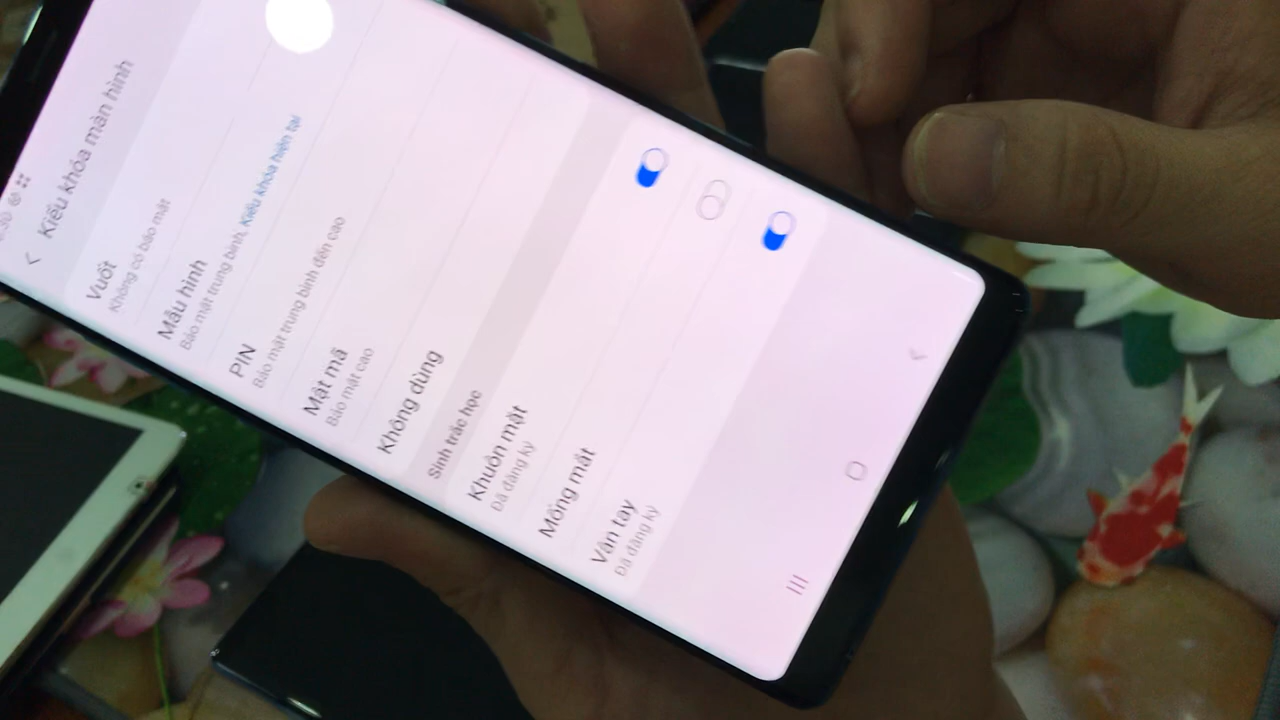 Kiểu khóa màn hình
Vuốt
Không có bảo mật
Mẫu hình
Bảo mật trung bình, Kiểu khóa hiện tại
PIN
Bảo mật trung bình đến cao
Mật mã
Bảo mật cao
Không dùng
Sinh trắc học
Khuôn mặt
Đã đăng ký
Mống mắt
Vân tay
Đã đăng ký